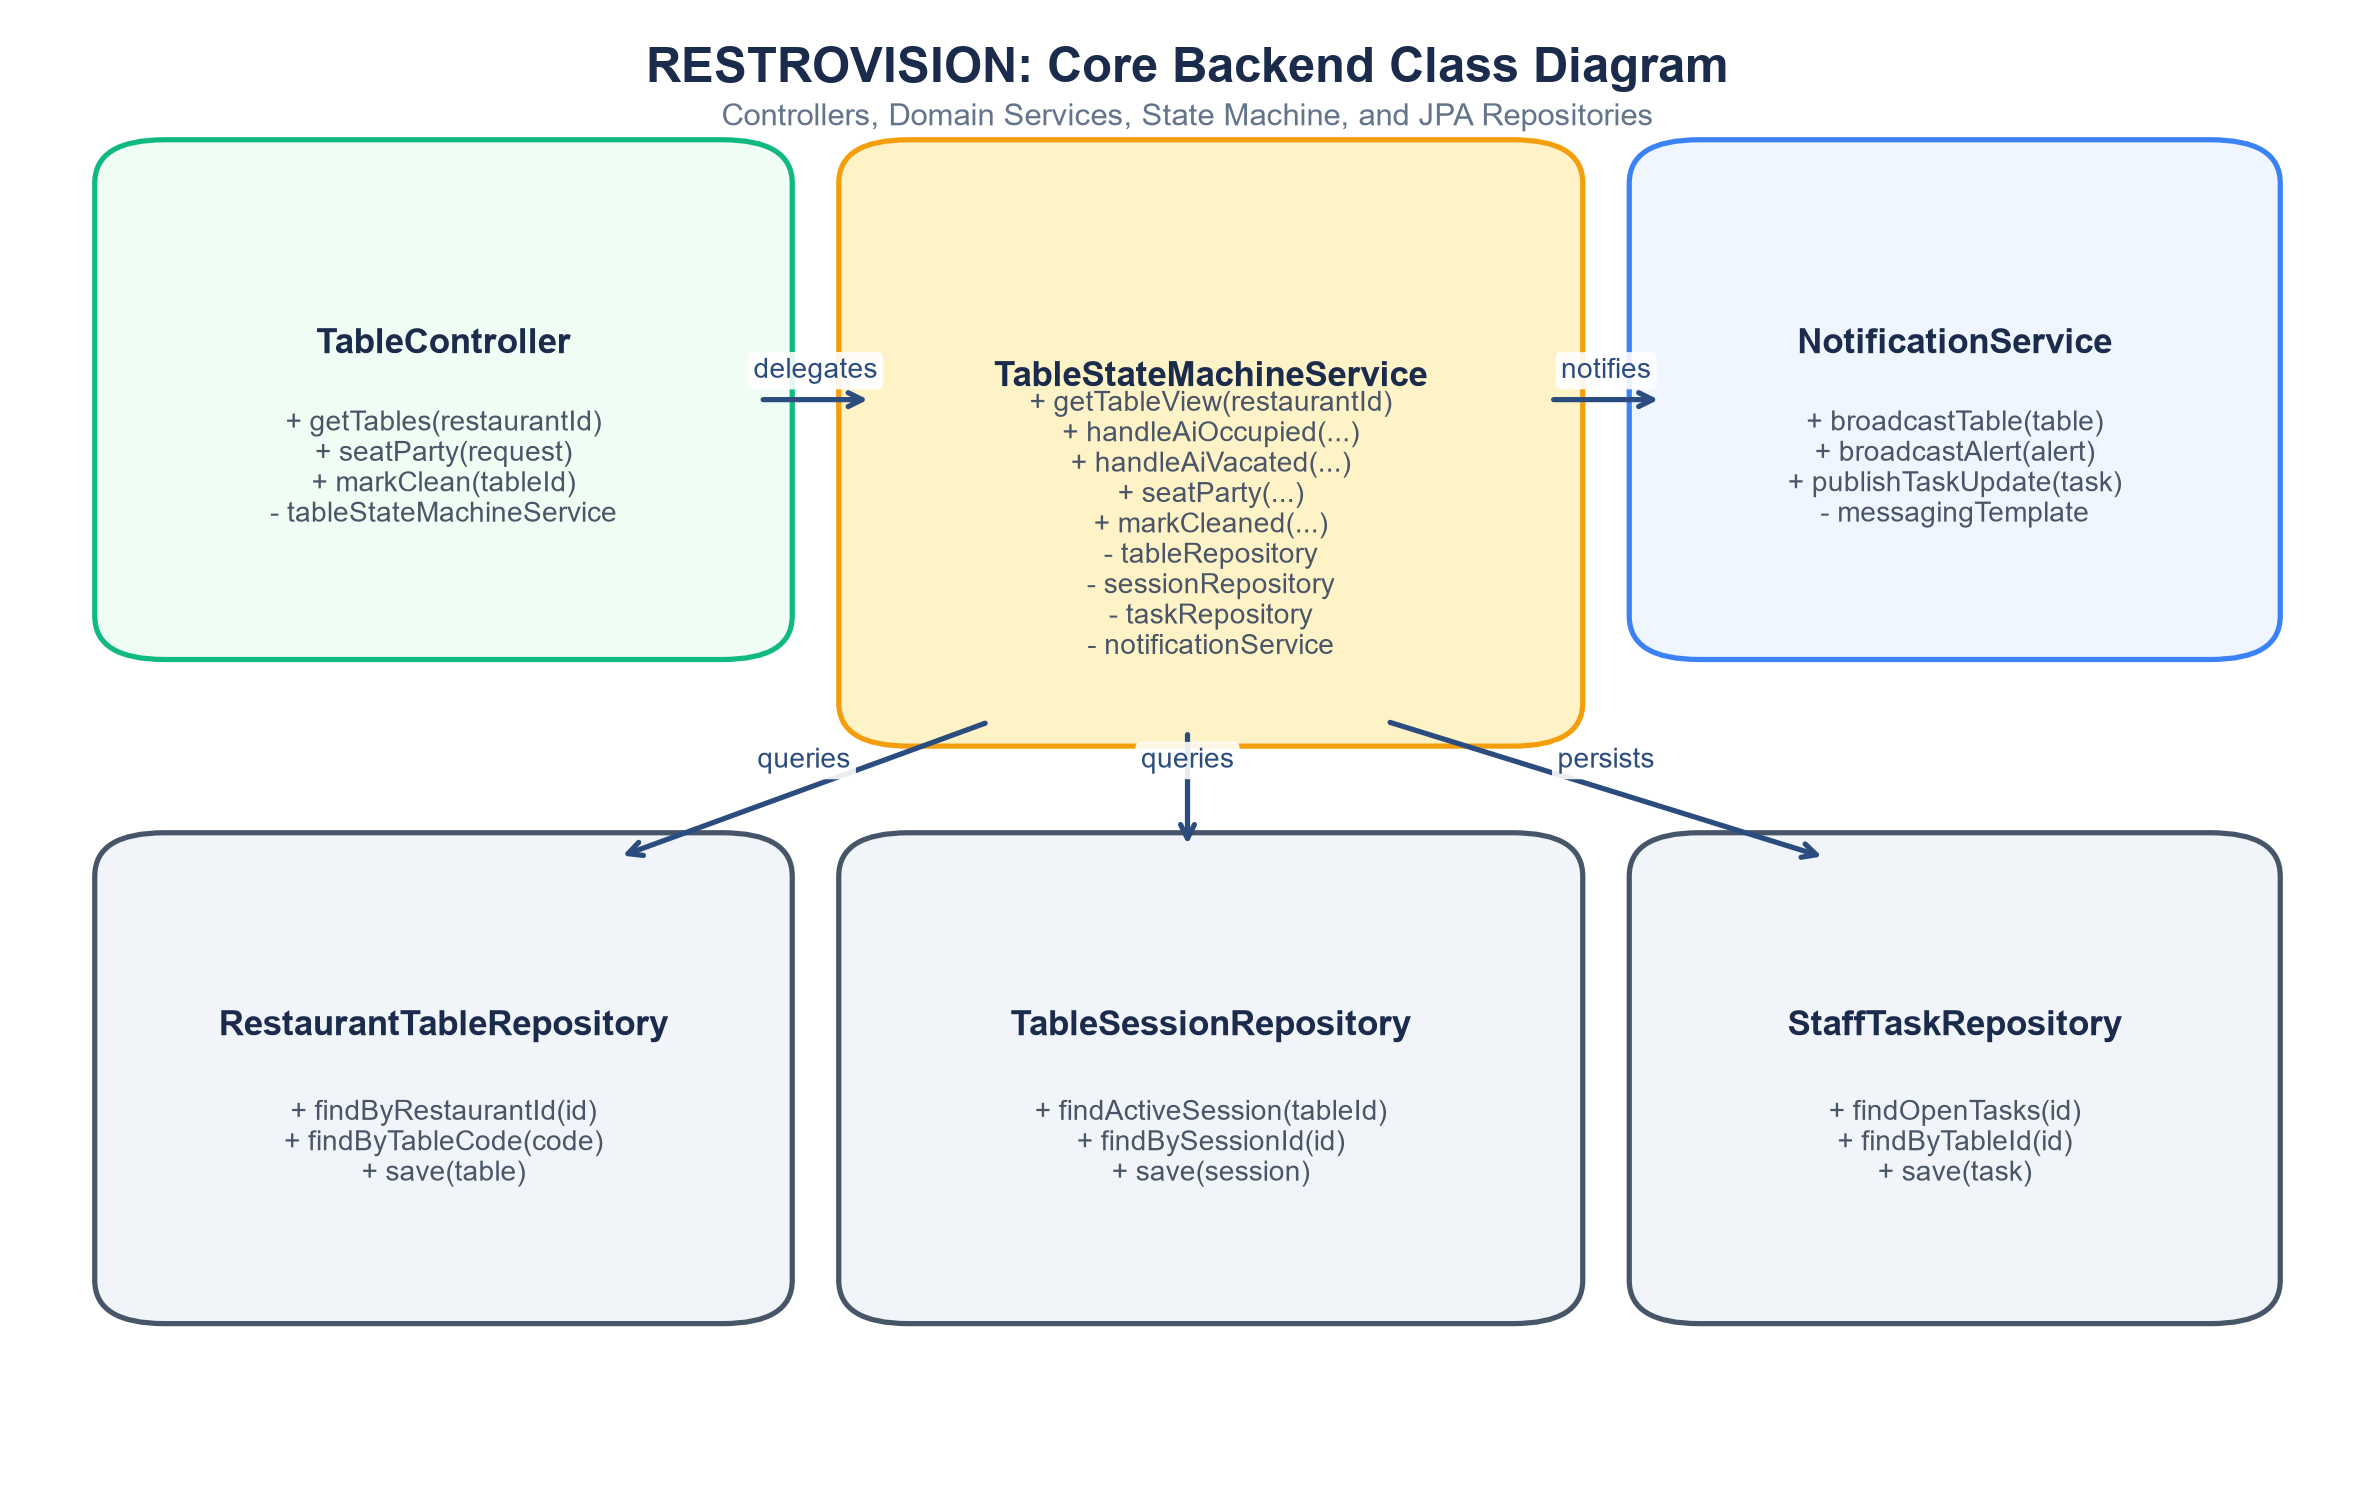 RESTROVISION: Core Backend Class Diagram
Controllers, Domain Services, State Machine, and JPA Repositories
TableController
+ getTables(restaurantId)
+ seatParty(request)
+ markClean(tableId)
- tableStateMachineService
delegates
TableStateMachineService
+ getTableView(restaurantId)
+ handleAiOccupied(...)
+ handleAiVacated(...)
+ seatParty(...)
+ markCleaned(...)
- tableRepository
- sessionRepository
- taskRepository
- notificationService
notifies
NotificationService
+ broadcastTable(table)
+ broadcastAlert(alert)
+ publishTaskUpdate(task)
- messagingTemplate
queries
queries
persists
RestaurantTableRepository
+ findByRestaurantId(id)
+ findByTableCode(code)
+ save(table)
TableSessionRepository
+ findActiveSession(tableId)
+ findBySessionId(id)
+ save(session)
StaffTaskRepository
+ findOpenTasks(id)
+ findByTableId(id)
+ save(task)